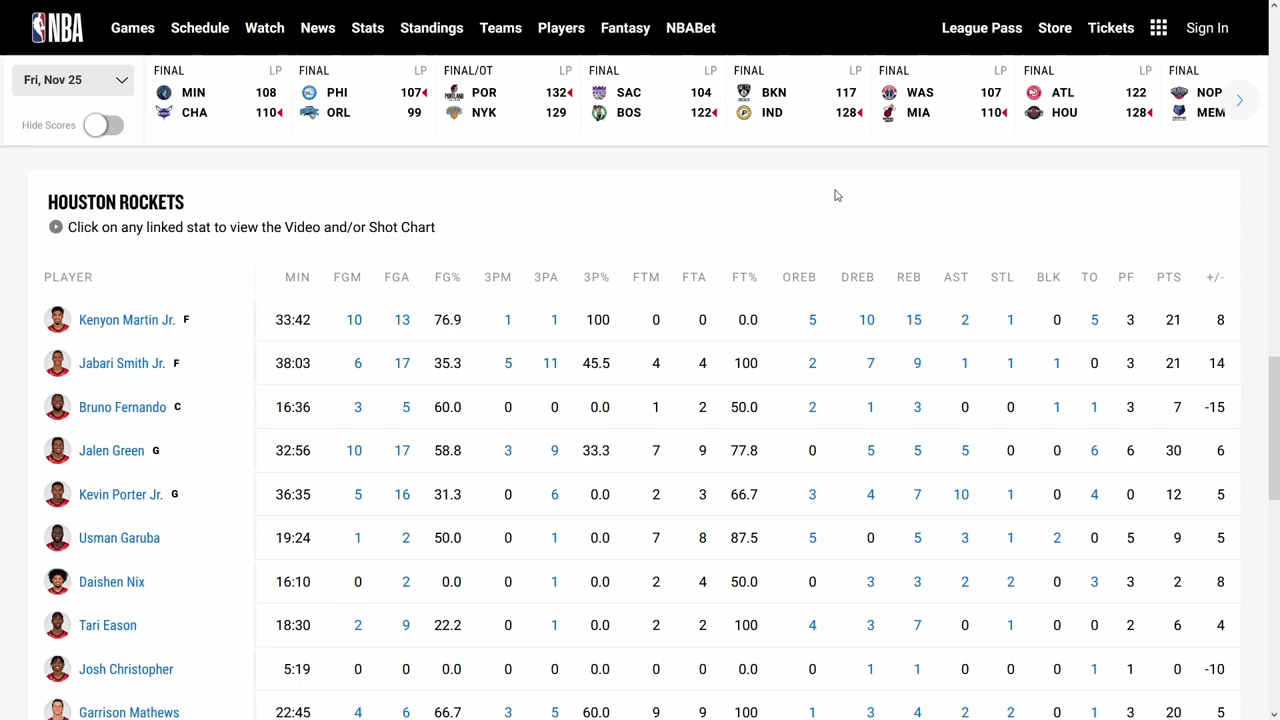 NBA Games Schedule Watch News Stats Standings Teams Players Fantasy NBABet League Pass Store Tickets Sign In
Fri, Nov 25
Hide Scores
FINAL LP FINAL LP FINAL/OT LP FINAL LP FINAL LP FINAL LP FINAL LP FINAL
MIN 108 PHI 107 POR 132 SAC 104 BKN 117 WAS 107 ATL 122 NOP
CHA 110 ORL 99 NYK 129 BOS 122 IND 128 MIA 110 HOU 128 MEM
HOUSTON ROCKETS
Click on any linked stat to view the Video and/or Shot Chart
PLAYER MIN FGM FGA FG% 3PM 3PA 3P% FTM FTA FT% OREB DREB REB AST STL BLK TO PF PTS +/-
Kenyon Martin Jr. F 33:42 10 13 76.9 1 1 100 0 0 0.0 5 10 15 2 1 0 5 3 21 8
Jabari Smith Jr. F 38:03 6 17 35.3 5 11 45.5 4 4 100 2 7 9 1 1 1 0 3 21 14
Bruno Fernando C 16:36 3 5 60.0 0 0 0.0 1 2 50.0 2 1 3 0 0 1 1 3 7 -15
Jalen Green G 32:56 10 17 58.8 3 9 33.3 7 9 77.8 0 5 5 5 0 0 6 6 30 6
Kevin Porter Jr. G 36:35 5 16 31.3 0 6 0.0 2 3 66.7 3 4 7 10 1 0 4 0 12 5
Usman Garuba 19:24 1 2 50.0 0 1 0.0 7 8 87.5 5 0 5 3 1 2 0 5 9 5
Daishen Nix 16:10 0 2 0.0 0 1 0.0 2 4 50.0 0 3 3 2 2 0 3 3 2 8
Tari Eason 18:30 2 9 22.2 0 1 0.0 2 2 100 4 3 7 0 1 0 0 2 6 4
Josh Christopher 5:19 0 0 0.0 0 0 0.0 0 0 0.0 0 1 1 0 0 0 1 1 0 -10
Garrison Mathews 22:45 4 6 66.7 3 5 60.0 9 9 100 1 3 4 2 2 0 1 3 20 5